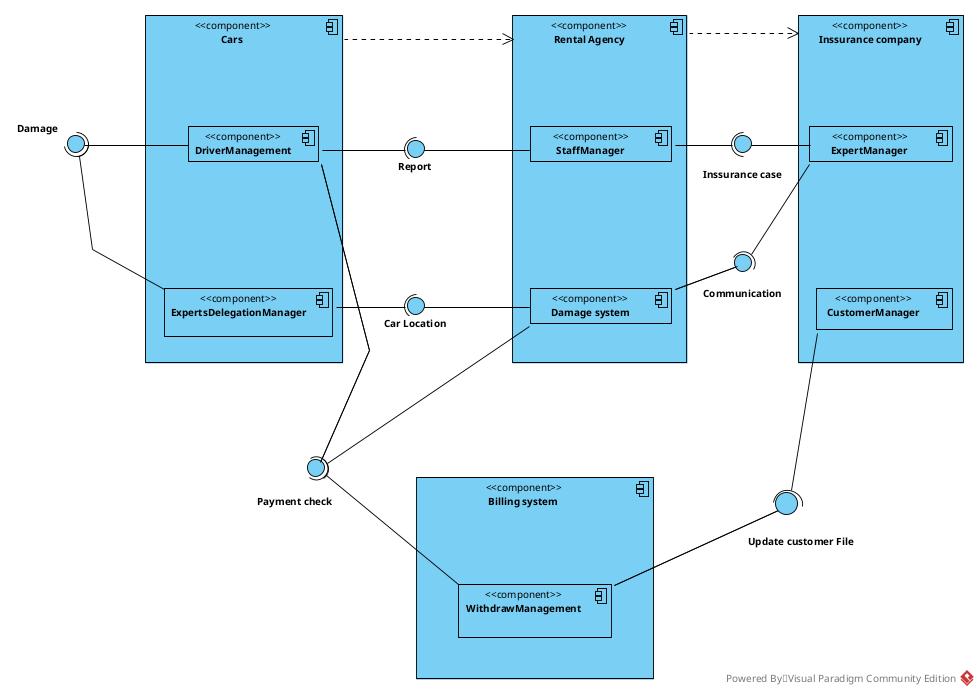 <<component>>
Cars
<<component>>
Rental Agency
<<component>>
Inssurance company
Damage
<<component>>
DriverManagement
Report
<<component>>
StaffManager
Inssurance case
<<component>>
ExpertManager
<<component>>
ExpertsDelegationManager
Car Location
<<component>>
Damage system
Communication
<<component>>
CustomerManager
Payment check
<<component>>
Billing system
Update customer File
<<component>>
WithdrawManagement
Powered By Visual Paradigm Community Edition